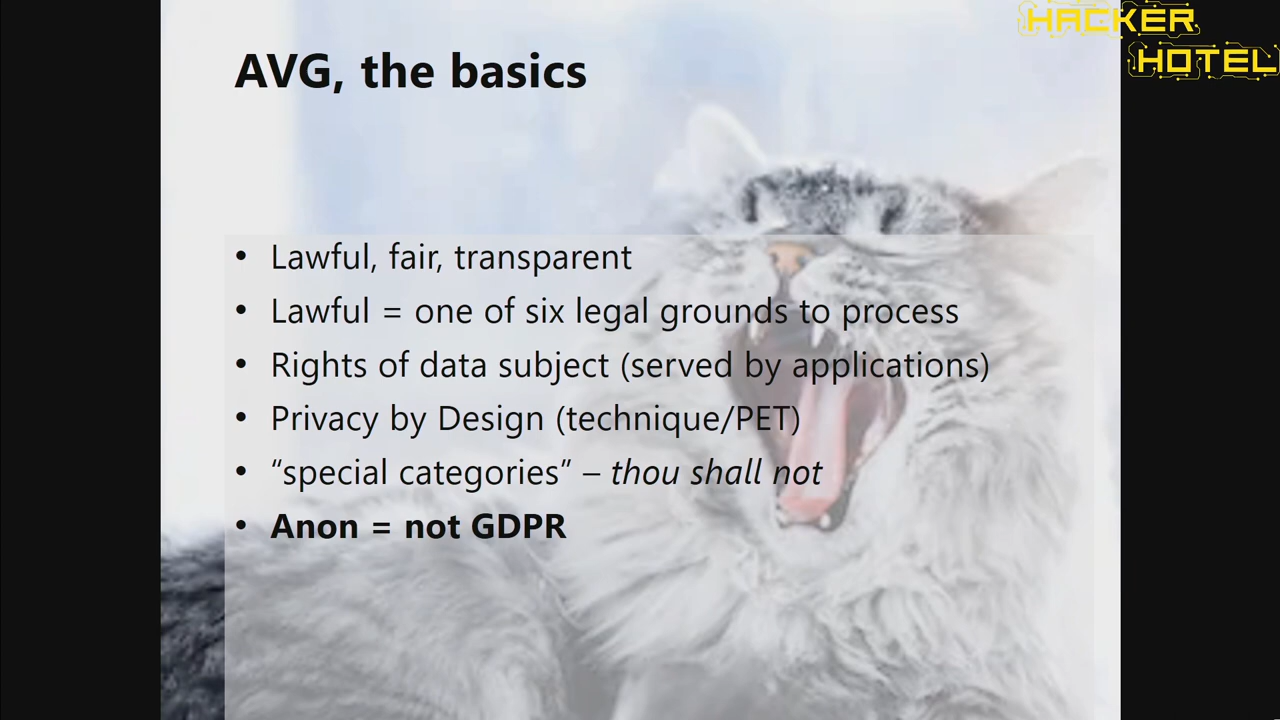 HACKER
HOTEL
AVG, the basics
• Lawful, fair, transparent
• Lawful = one of six legal grounds to process
• Rights of data subject (served by applications)
• Privacy by Design (technique/PET)
• “special categories” – thou shall not
• Anon = not GDPR